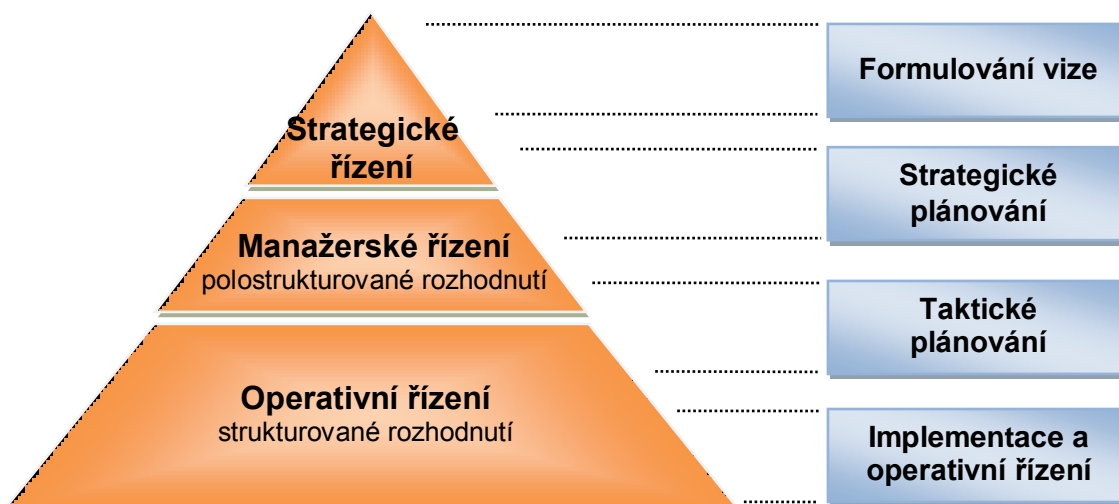 Strategické
řízení
Manažerské řízení
polostrukturované rozhodnutí
Operativní řízení
strukturované rozhodnutí
Formulování vize
Strategické
plánování
Taktické
plánování
Implementace a
operativní řízení